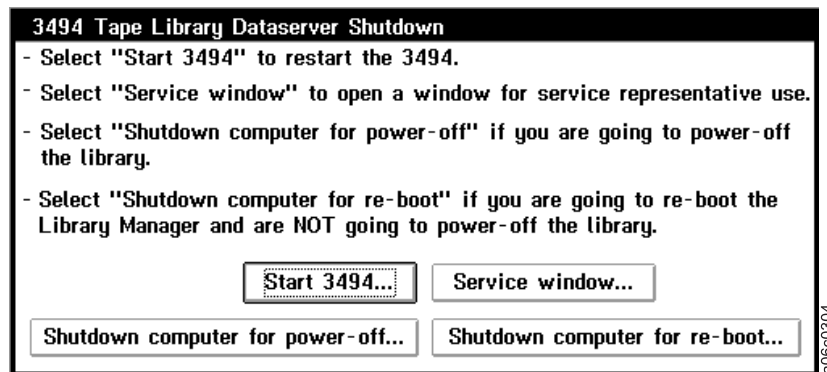 3494 Tape Library Dataserver Shutdown
- Select "Start 3494" to restart the 3494.
- Select "Service window" to open a window for service representative use.
- Select "Shutdown computer for power-off" if you are going to power-off
the library.
- Select "Shutdown computer for re-boot" if you are going to re-boot the
Library Manager and are NOT going to power-off the library.
Start 3494... Service window...
Shutdown computer for power-off... Shutdown computer for re-boot...